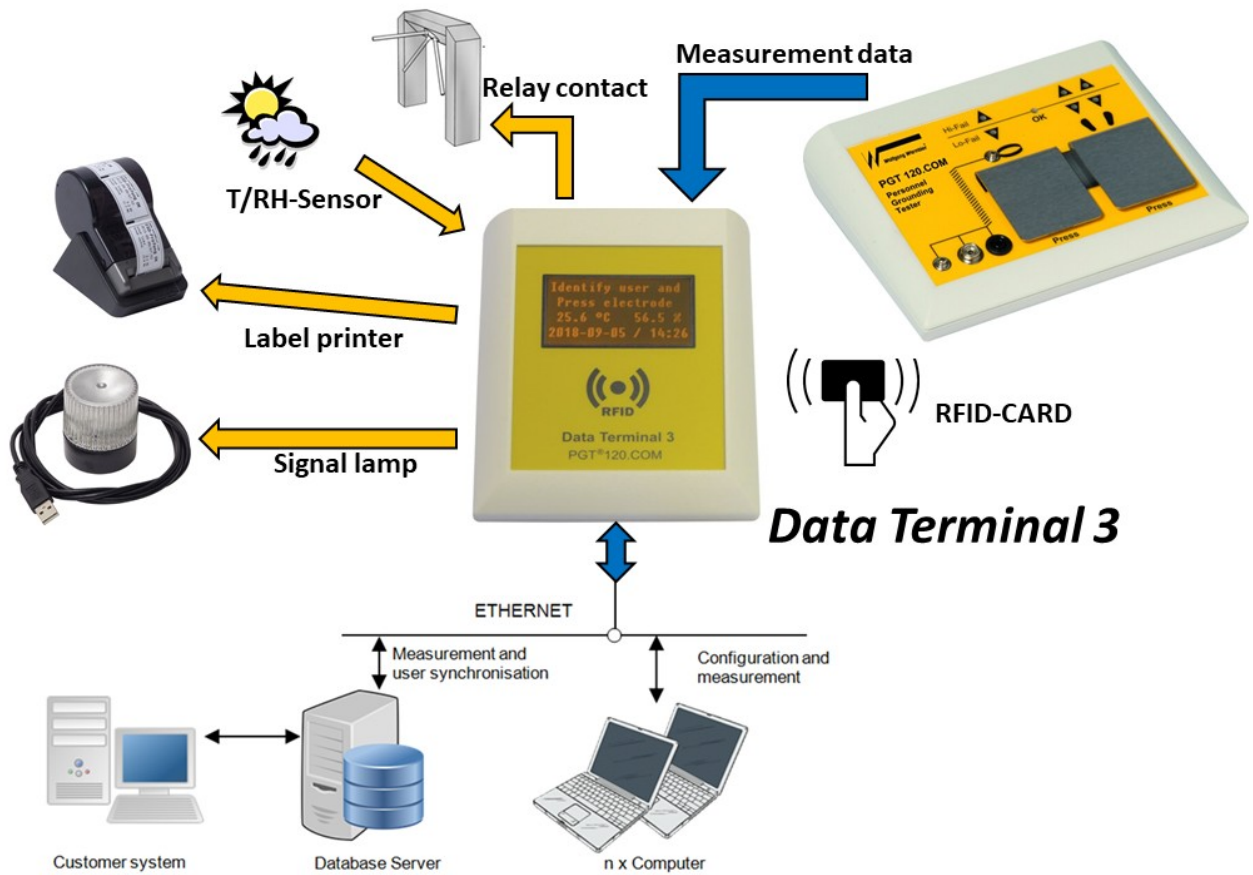 Measurement data
Relay contact
T/RH-Sensor
Label printer
Signal lamp
Hi-Fail
Lo-Fail
OK
PGT 120.COM
Personnel
Grounding
Tester
Press
Press
Identify user and
Press electrode
25.6 °C 56.5 %
2018-09-05 / 14:26
RFID
Data Terminal 3
PGT®120.COM
RFID-CARD
Data Terminal 3
ETHERNET
Measurement and
user synchronisation
Configuration and
measurement
Customer system
Database Server
n x Computer